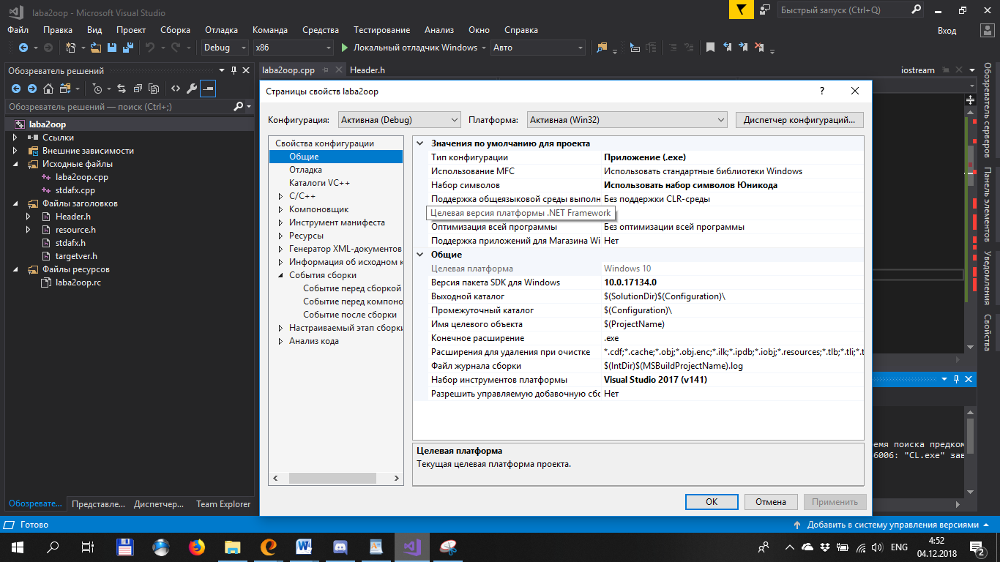 laba2oop - Microsoft Visual Studio
Быстрый запуск (Ctrl+Q)
Файл Правка Вид Проект Сборка Отладка Команда Средства Тестирование Анализ Окно Справка
Вход
Debug x86 Локальный отладчик Windows Авто
Обозреватель решений
laba2oop.cpp Header.h iostream
Обозреватель решений — поиск (Ctrl+;)
laba2oop
Ссылки
Внешние зависимости
Исходные файлы
laba2oop.cpp
stdafx.cpp
Файлы заголовков
Header.h
resource.h
stdafx.h
targetver.h
Файлы ресурсов
laba2oop.rc
Обозревате... Представле... Диспетчер... Team Explorer
Страницы свойств laba2oop
?
Конфигурация: Активная (Debug) Платформа: Активная (Win32) Диспетчер конфигураций...
Свойства конфигурации
Общие
Отладка
Каталоги VC++
C/C++
Компоновщик
Инструмент манифеста
Ресурсы
Генератор XML-документов
Информация об исходном к
События сборки
Событие перед сборкой
Событие перед компоно
Событие после сборки
Настраиваемый этап сборки
Анализ кода
Значения по умолчанию для проекта
Тип конфигурации Приложение (.exe)
Использование MFC Использовать стандартные библиотеки Windows
Набор символов Использовать набор символов Юникода
Поддержка общеязыковой среды выполн Без поддержки CLR-среды
Целевая версия платформы .NET Framework
Оптимизация всей программы Без оптимизации всей программы
Поддержка приложений для Магазина Wi Нет
Общие
Целевая платформа Windows 10
Версия пакета SDK для Windows 10.0.17134.0
Выходной каталог $(SolutionDir)$(Configuration)\
Промежуточный каталог $(Configuration)\
Имя целевого объекта $(ProjectName)
Конечное расширение .exe
Расширения для удаления при очистке *.cdf;*.cache;*.obj;*.obj.enc;*.ilk;*.ipdb;*.iobj;*.resources;*.tlb;*.tli;*.t
Файл журнала сборки $(IntDir)$(MSBuildProjectName).log
Набор инструментов платформы Visual Studio 2017 (v141)
Разрешить управляемую добавочную сбо Нет
Целевая платформа
Текущая целевая платформа проекта.
OK Отмена Применить
Обозреватель серверов
Панель элементов
Уведомления
Свойства
емя поиска предком
6006: "CL.exe" зав
Готово
Добавить в систему управления версиями
ENG
4:52
04.12.2018
2